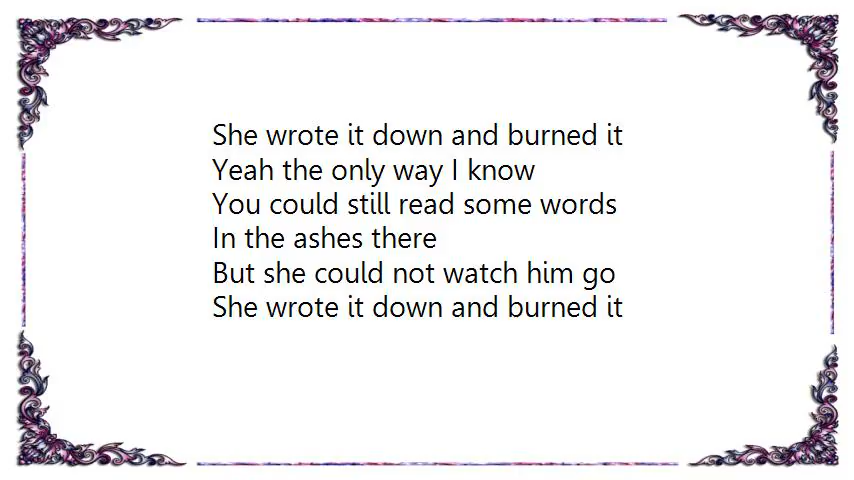 She wrote it down and burned it
Yeah the only way I know
You could still read some words
In the ashes there
But she could not watch him go
She wrote it down and burned it